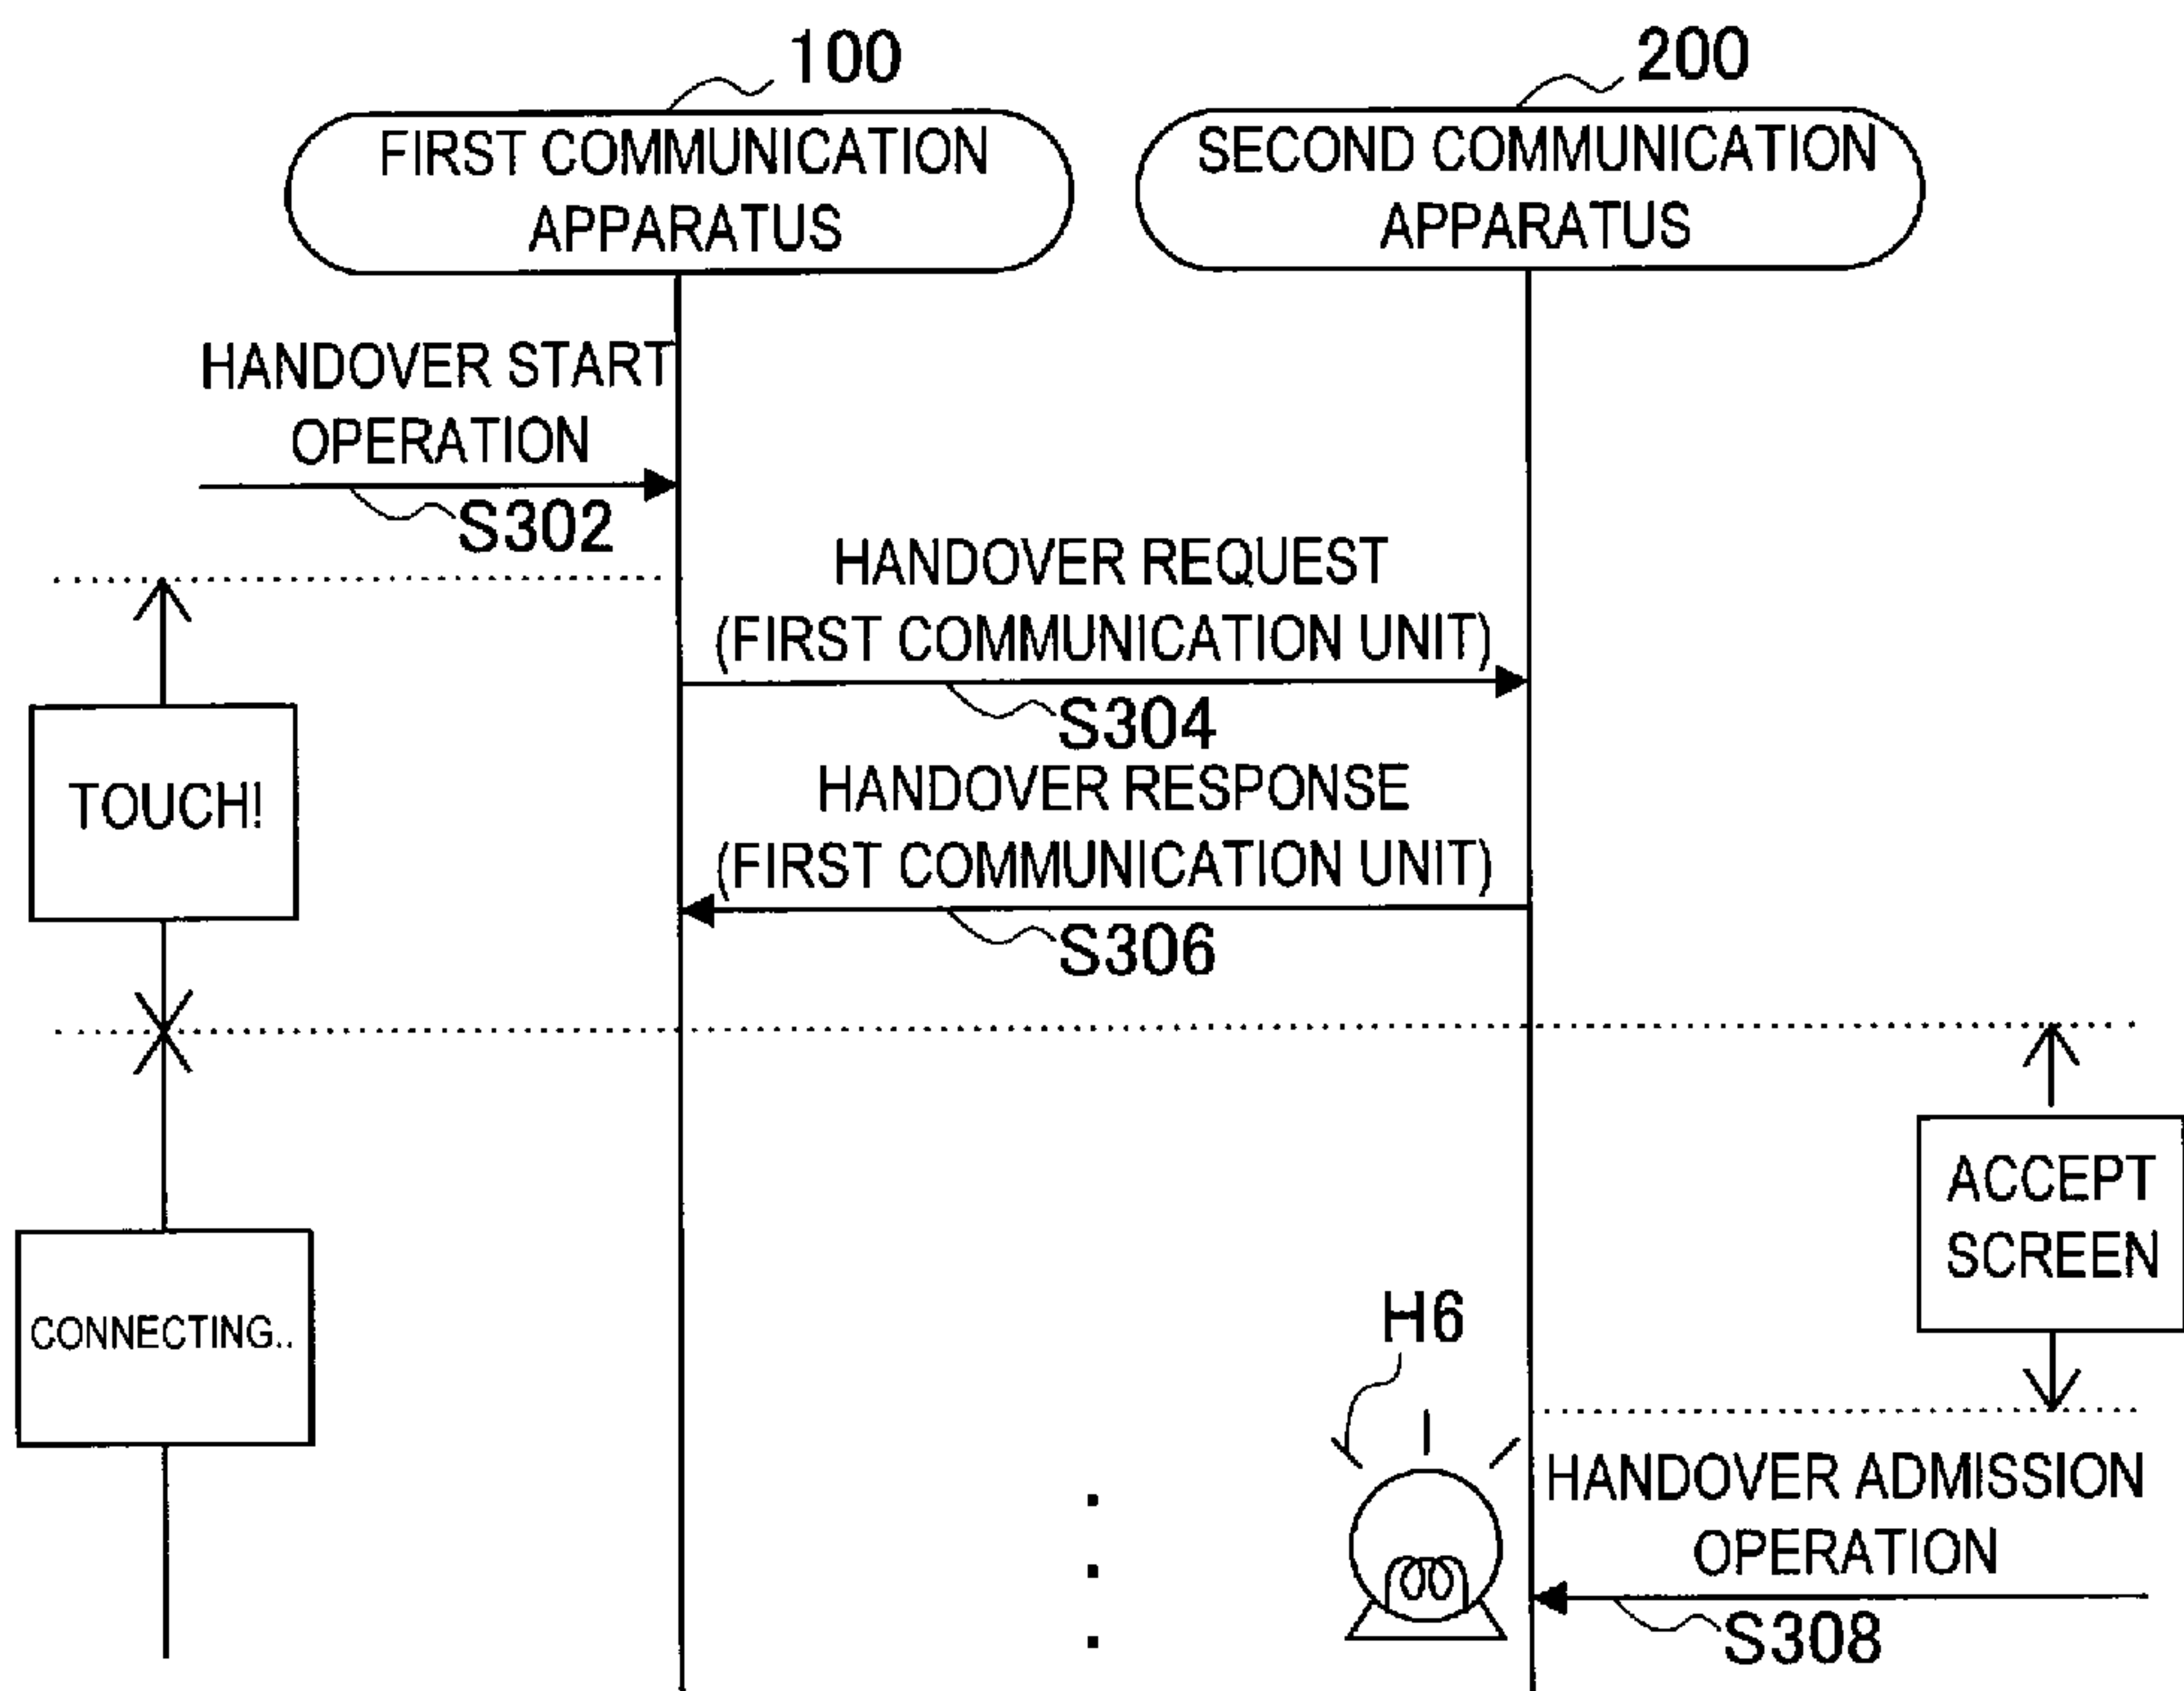 100
200
FIRST COMMUNICATION
APPARATUS
SECOND COMMUNICATION
APPARATUS
HANDOVER START
OPERATION
S302
HANDOVER REQUEST
(FIRST COMMUNICATION UNIT)
S304
TOUCH!
HANDOVER RESPONSE
(FIRST COMMUNICATION UNIT)
S306
ACCEPT
SCREEN
CONNECTING..
H6
HANDOVER ADMISSION
OPERATION
S308